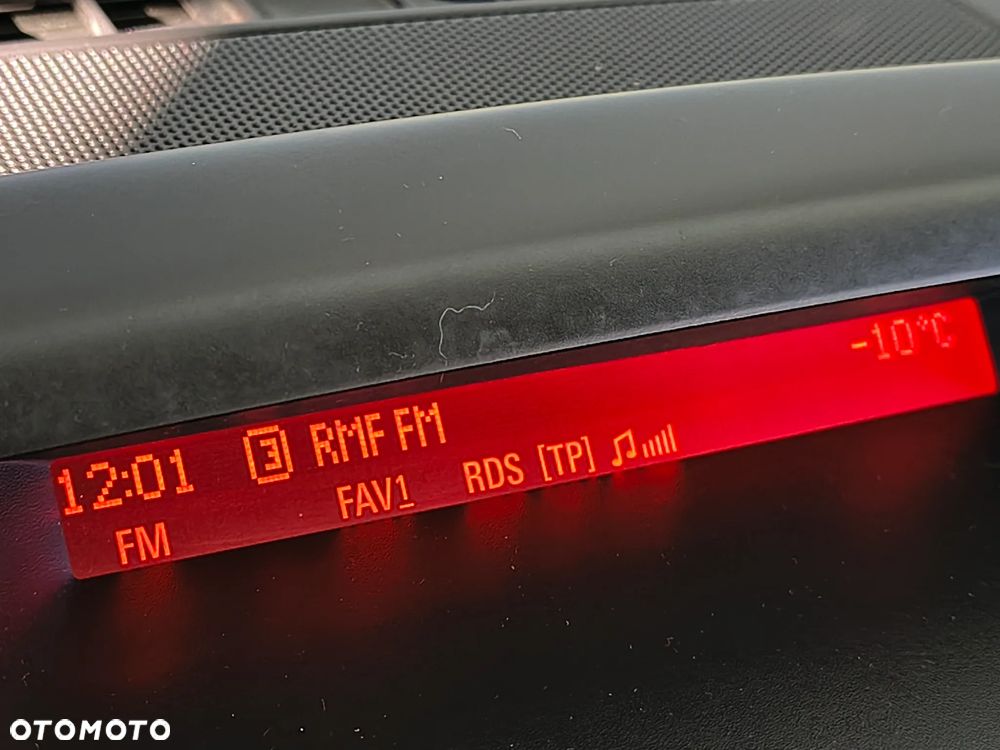 -10°C
12:01 3 RMF FM
FM FAV1 RDS [TP]
OTOMOTO